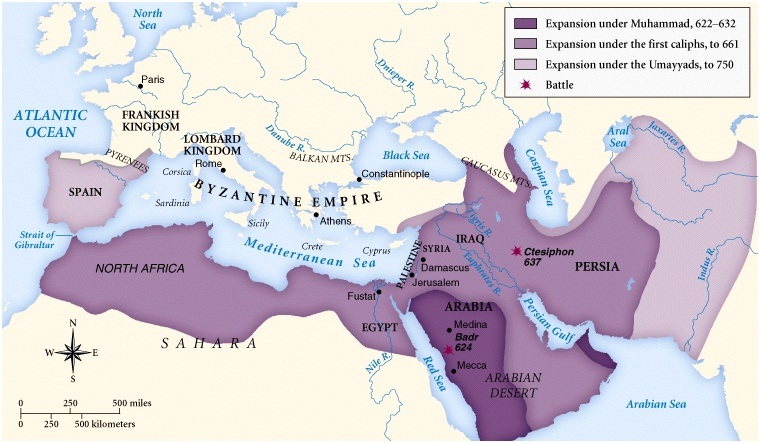 North
Sea
Expansion under Muhammad, 622–632
Expansion under the first caliphs, to 661
Expansion under the Umayyads, to 750
Battle
Paris
ATLANTIC
OCEAN
FRANKISH
KINGDOM
LOMBARD
KINGDOM
Rome
Dnieper R.
Danube R.
BALKAN MTS.
Black Sea
CAUCASUS MTS.
Caspian Sea
Aral
Sea
Jaxartes R.
PYRENEES
Corsica
Constantinople
BYZANTINE EMPIRE
SPAIN
Sardinia
Athens
Sicily
Strait of
Gibraltar
Mediterranean Sea
Crete
Cyprus
PALESTINE
SYRIA
Damascus
Jerusalem
Tigris R.
IRAQ
Euphrates R.
Ctesiphon
637
PERSIA
Indus R.
NORTH AFRICA
Fustat
EGYPT
SAHARA
Nile R.
ARABIA
Medina
Badr
624
Mecca
Red Sea
Persian Gulf
ARABIAN
DESERT
Arabian Sea
N
W E
S
0 250 500 miles
0 250 500 kilometers